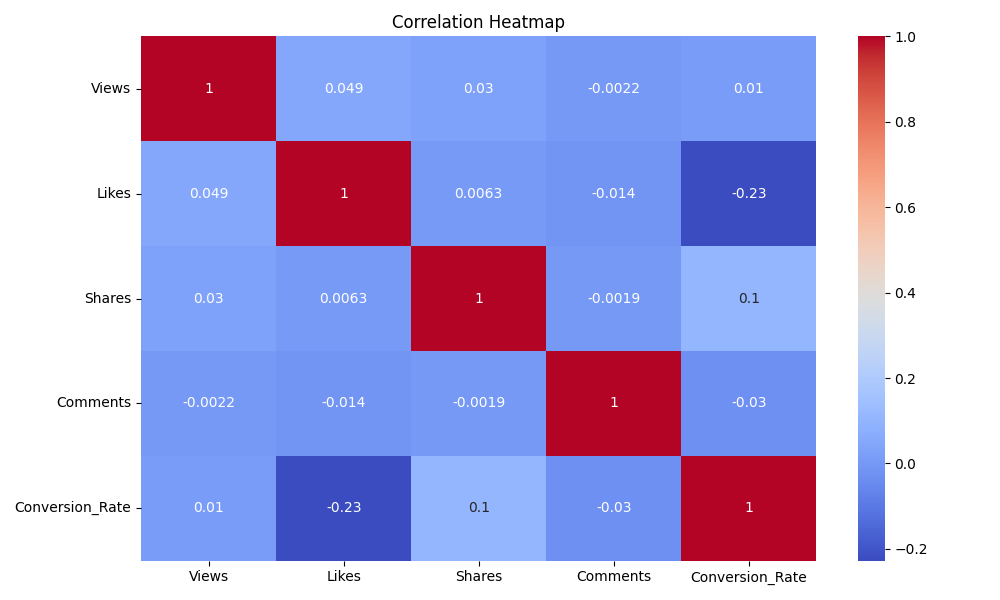 Correlation Heatmap
Views 1 0.049 0.03 -0.0022 0.01
Likes 0.049 1 0.0063 -0.014 -0.23
Shares 0.03 0.0063 1 -0.0019 0.1
Comments -0.0022 -0.014 -0.0019 1 -0.03
Conversion_Rate 0.01 -0.23 0.1 -0.03 1
Views Likes Shares Comments Conversion_Rate
1.0
0.8
0.6
0.4
0.2
0.0
−0.2